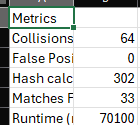 Metrics
Collisions 64
False Posi 0
Hash calc 302
Matches F 33
Runtime (r 70100